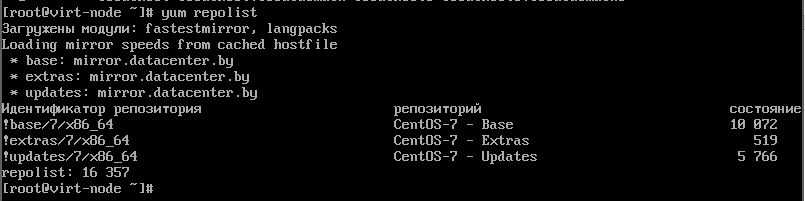 [root@virt-node ~]# yum repolist
Загружены модули: fastestmirror, langpacks
Loading mirror speeds from cached hostfile
 * base: mirror.datacenter.by
 * extras: mirror.datacenter.by
 * updates: mirror.datacenter.by
Идентификатор репозитория репозиторий состояние
!base/7/x86_64 CentOS-7 - Base 10 072
!extras/7/x86_64 CentOS-7 - Extras 519
!updates/7/x86_64 CentOS-7 - Updates 5 766
repolist: 16 357
[root@virt-node ~]#